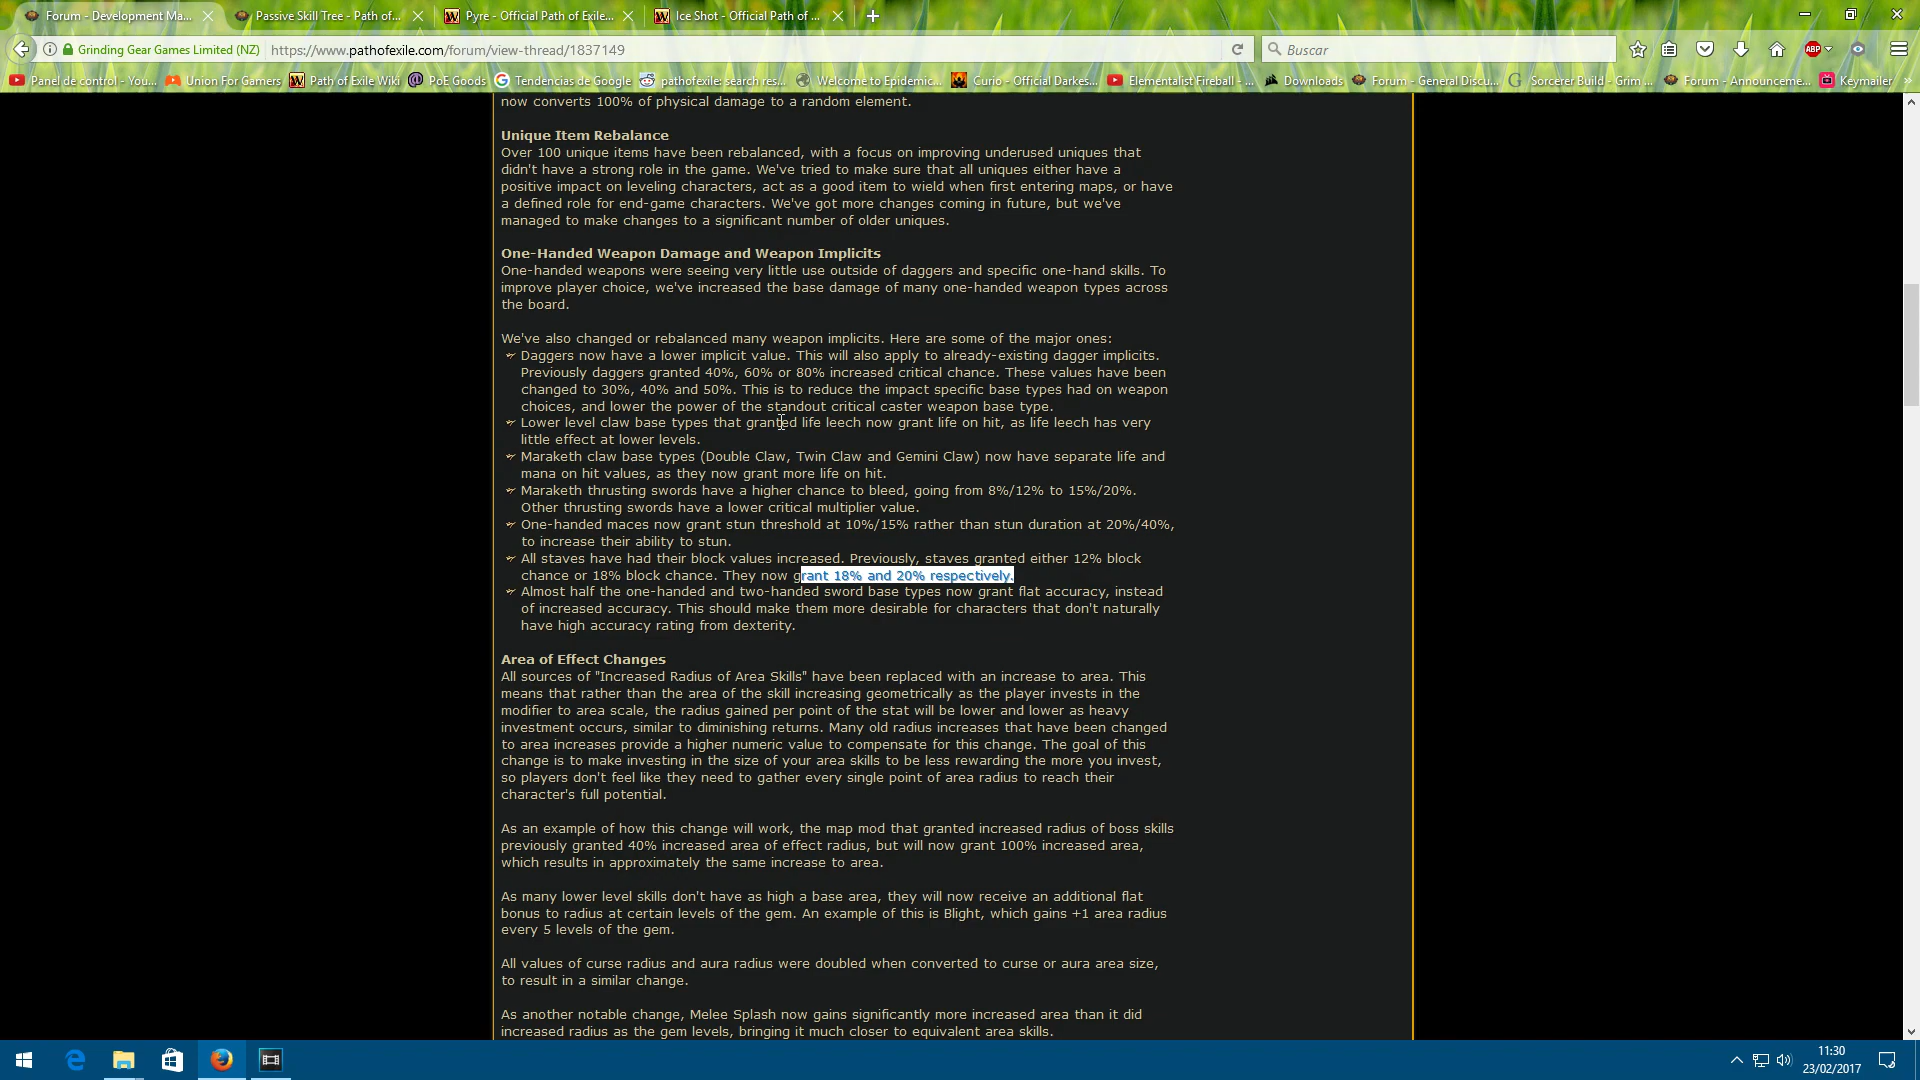 Forum - Development Ma...
Passive Skill Tree - Path of...
Pyre - Official Path of Exile...
Ice Shot - Official Path of ...
Grinding Gear Games Limited (NZ)
https://www.pathofexile.com/forum/view-thread/1837149
Buscar
ABP
Panel de control - You...
Union For Gamers
Path of Exile Wiki
PoE Goods
Tendencias de Google
pathofexile: search res...
Welcome to Epidemic...
Curio - Official Darkes...
Elementalist Fireball - ...
Downloads
Forum - General Discu...
Sorcerer Build - Grim ...
Forum - Announceme...
Keymailer
now converts 100% of physical damage to a random element.
Unique Item Rebalance
Over 100 unique items have been rebalanced, with a focus on improving underused uniques that
didn't have a strong role in the game. We've tried to make sure that all uniques either have a
positive impact on leveling characters, act as a good item to wield when first entering maps, or have
a defined role for end-game characters. We've got more changes coming in future, but we've
managed to make changes to a significant number of older uniques.
One-Handed Weapon Damage and Weapon Implicits
One-handed weapons were seeing very little use outside of daggers and specific one-hand skills. To
improve player choice, we've increased the base damage of many one-handed weapon types across
the board.
We've also changed or rebalanced many weapon implicits. Here are some of the major ones:
Daggers now have a lower implicit value. This will also apply to already-existing dagger implicits.
Previously daggers granted 40%, 60% or 80% increased critical chance. These values have been
changed to 30%, 40% and 50%. This is to reduce the impact specific base types had on weapon
choices, and lower the power of the standout critical caster weapon base type.
Lower level claw base types that granted life leech now grant life on hit, as life leech has very
little effect at lower levels.
Maraketh claw base types (Double Claw, Twin Claw and Gemini Claw) now have separate life and
mana on hit values, as they now grant more life on hit.
Maraketh thrusting swords have a higher chance to bleed, going from 8%/12% to 15%/20%.
Other thrusting swords have a lower critical multiplier value.
One-handed maces now grant stun threshold at 10%/15% rather than stun duration at 20%/40%,
to increase their ability to stun.
All staves have had their block values increased. Previously, staves granted either 12% block
chance or 18% block chance. They now grant 18% and 20% respectively.
Almost half the one-handed and two-handed sword base types now grant flat accuracy, instead
of increased accuracy. This should make them more desirable for characters that don't naturally
have high accuracy rating from dexterity.
Area of Effect Changes
All sources of "Increased Radius of Area Skills" have been replaced with an increase to area. This
means that rather than the area of the skill increasing geometrically as the player invests in the
modifier to area scale, the radius gained per point of the stat will be lower and lower as heavy
investment occurs, similar to diminishing returns. Many old radius increases that have been changed
to area increases provide a higher numeric value to compensate for this change. The goal of this
change is to make investing in the size of your area skills to be less rewarding the more you invest,
so players don't feel like they need to gather every single point of area radius to reach their
character's full potential.
As an example of how this change will work, the map mod that granted increased radius of boss skills
previously granted 40% increased area of effect radius, but will now grant 100% increased area,
which results in approximately the same increase to area.
As many lower level skills don't have as high a base area, they will now receive an additional flat
bonus to radius at certain levels of the gem. An example of this is Blight, which gains +1 area radius
every 5 levels of the gem.
All values of curse radius and aura radius were doubled when converted to curse or aura area size,
to result in a similar change.
As another notable change, Melee Splash now gains significantly more increased area than it did
increased radius as the gem levels, bringing it much closer to equivalent area skills.
11:30
23/02/2017